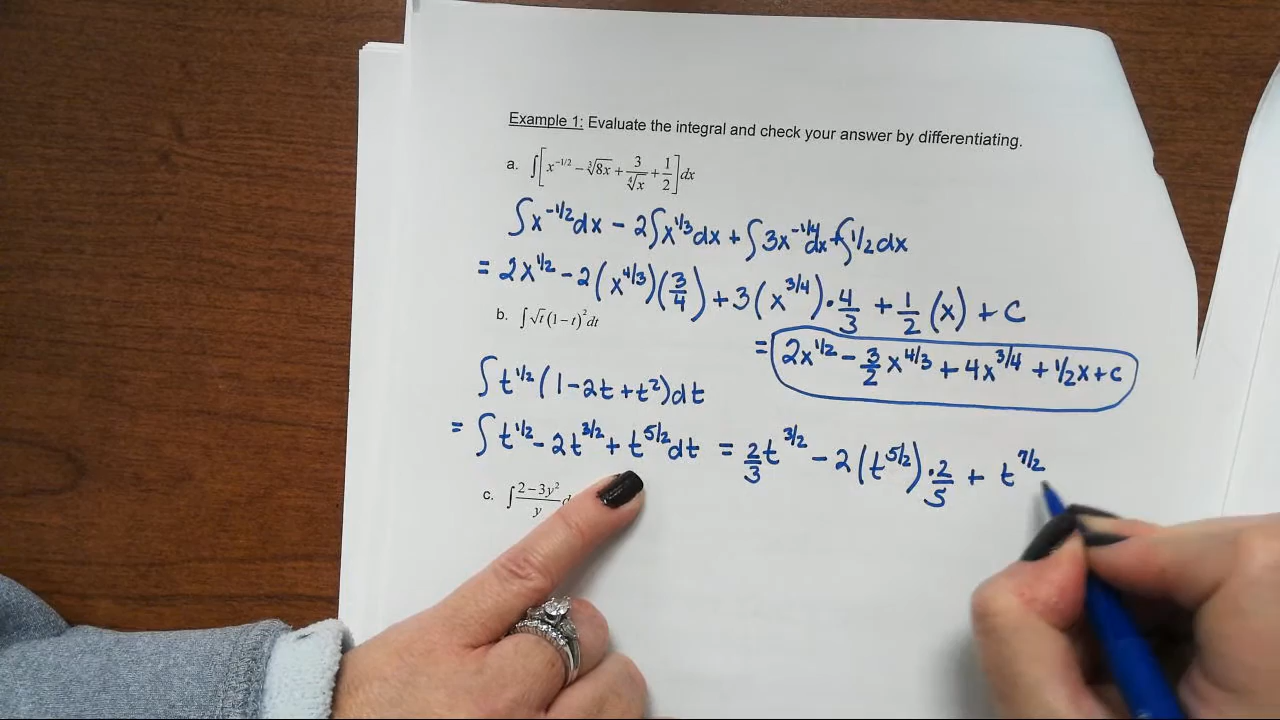 Example 1: Evaluate the integral and check your answer by differentiating.
a. ∫[x^(-1/2) − ∛(8x) + 3/∜x + 1/2]dx
∫x^(-1/2)dx − 2∫x^(1/3)dx + ∫3x^(-1/4)dx + ∫1/2dx
= 2x^(1/2) − 2(x^(4/3))(3/4) + 3(x^(3/4))·4/3 + 1/2(x) + C
b. ∫√t(1−t)²dt
= 2x^(1/2) − 3/2x^(4/3) + 4x^(3/4) + 1/2x + C
∫t^(1/2)(1−2t+t²)dt
= ∫t^(1/2) − 2t^(3/2) + t^(5/2)dt = 2/3t^(3/2) − 2(t^(5/2))·2/5 + t^(7/2)
c. ∫(2−3y²)/y d